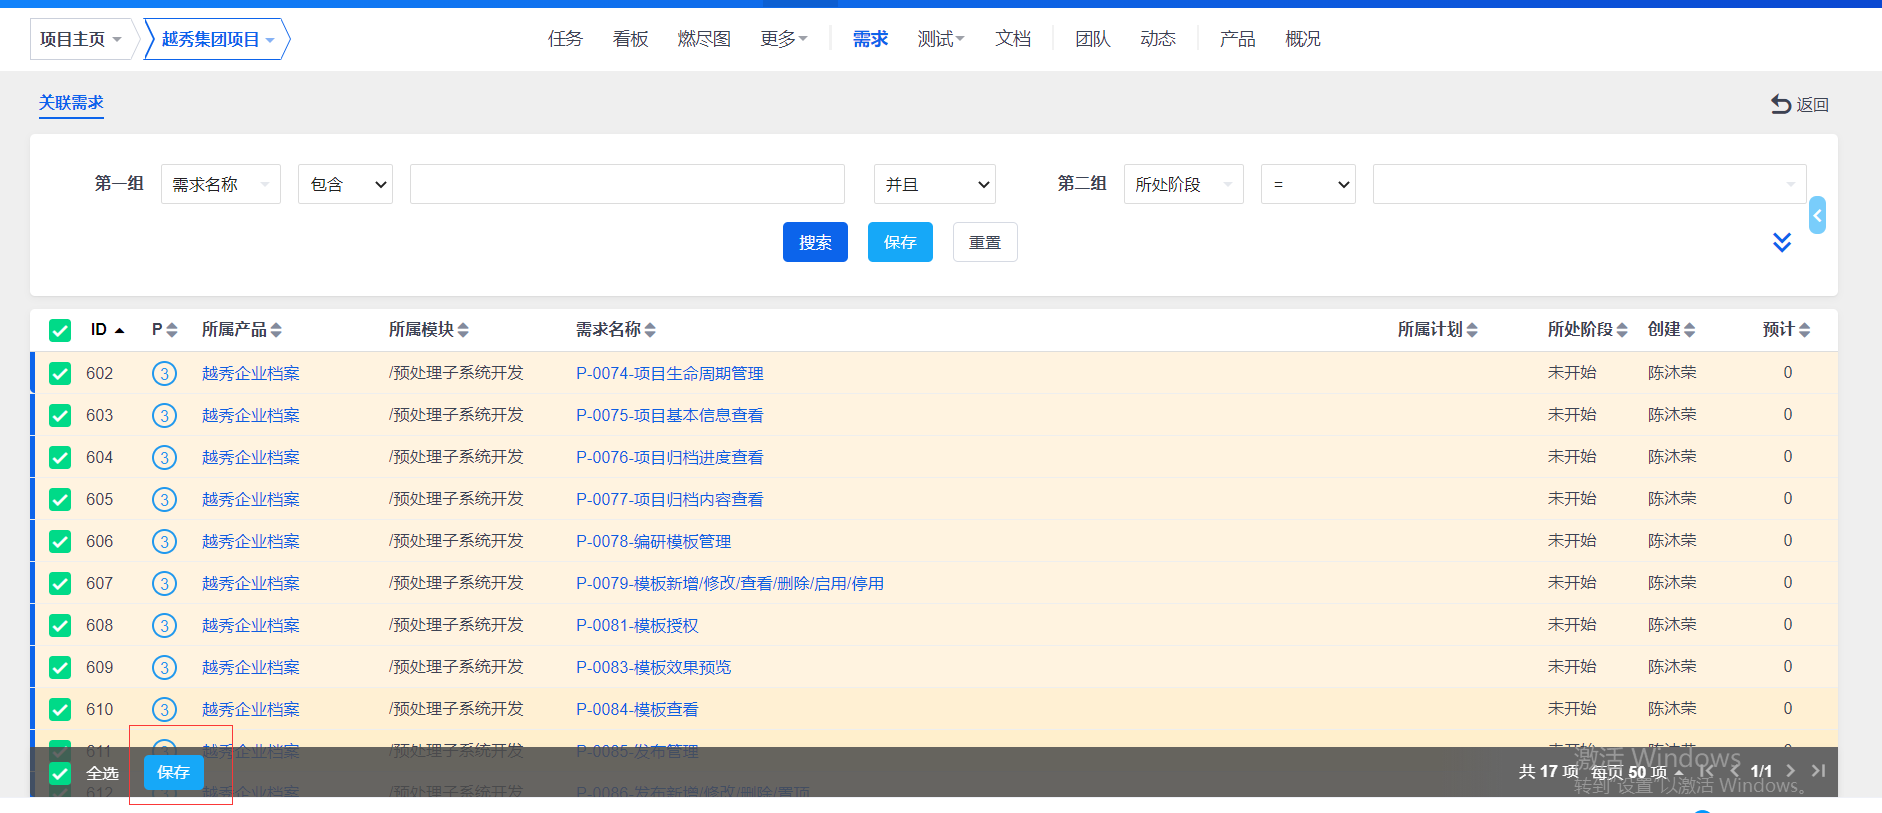 项目主页 越秀集团项目 任务 看板 燃尽图 更多 需求 测试 文档 团队 动态 产品 概况
关联需求 返回
第一组 需求名称 包含 并且 第二组 所处阶段 =
搜索 保存 重置
ID P 所属产品 所属模块 需求名称 所属计划 所处阶段 创建 预计
602 3 越秀企业档案 /预处理子系统开发 P-0074-项目生命周期管理 未开始 陈沐荣 0
603 3 越秀企业档案 /预处理子系统开发 P-0075-项目基本信息查看 未开始 陈沐荣 0
604 3 越秀企业档案 /预处理子系统开发 P-0076-项目归档进度查看 未开始 陈沐荣 0
605 3 越秀企业档案 /预处理子系统开发 P-0077-项目归档内容查看 未开始 陈沐荣 0
606 3 越秀企业档案 /预处理子系统开发 P-0078-编研模板管理 未开始 陈沐荣 0
607 3 越秀企业档案 /预处理子系统开发 P-0079-模板新增/修改/查看/删除/启用/停用 未开始 陈沐荣 0
608 3 越秀企业档案 /预处理子系统开发 P-0081-模板授权 未开始 陈沐荣 0
609 3 越秀企业档案 /预处理子系统开发 P-0083-模板效果预览 未开始 陈沐荣 0
610 3 越秀企业档案 /预处理子系统开发 P-0084-模板查看 未开始 陈沐荣 0
611 3 越秀企业档案 /预处理子系统开发 P-0085-发布管理 未开始 陈沐荣 0
全选 保存 共 17 项 每页 50 项 1/1
612 越秀企业档案 /预处理子系统开发 P-0086-发布新增/修改/删除/置顶
激活 Windows
转到"设置"以激活 Windows。